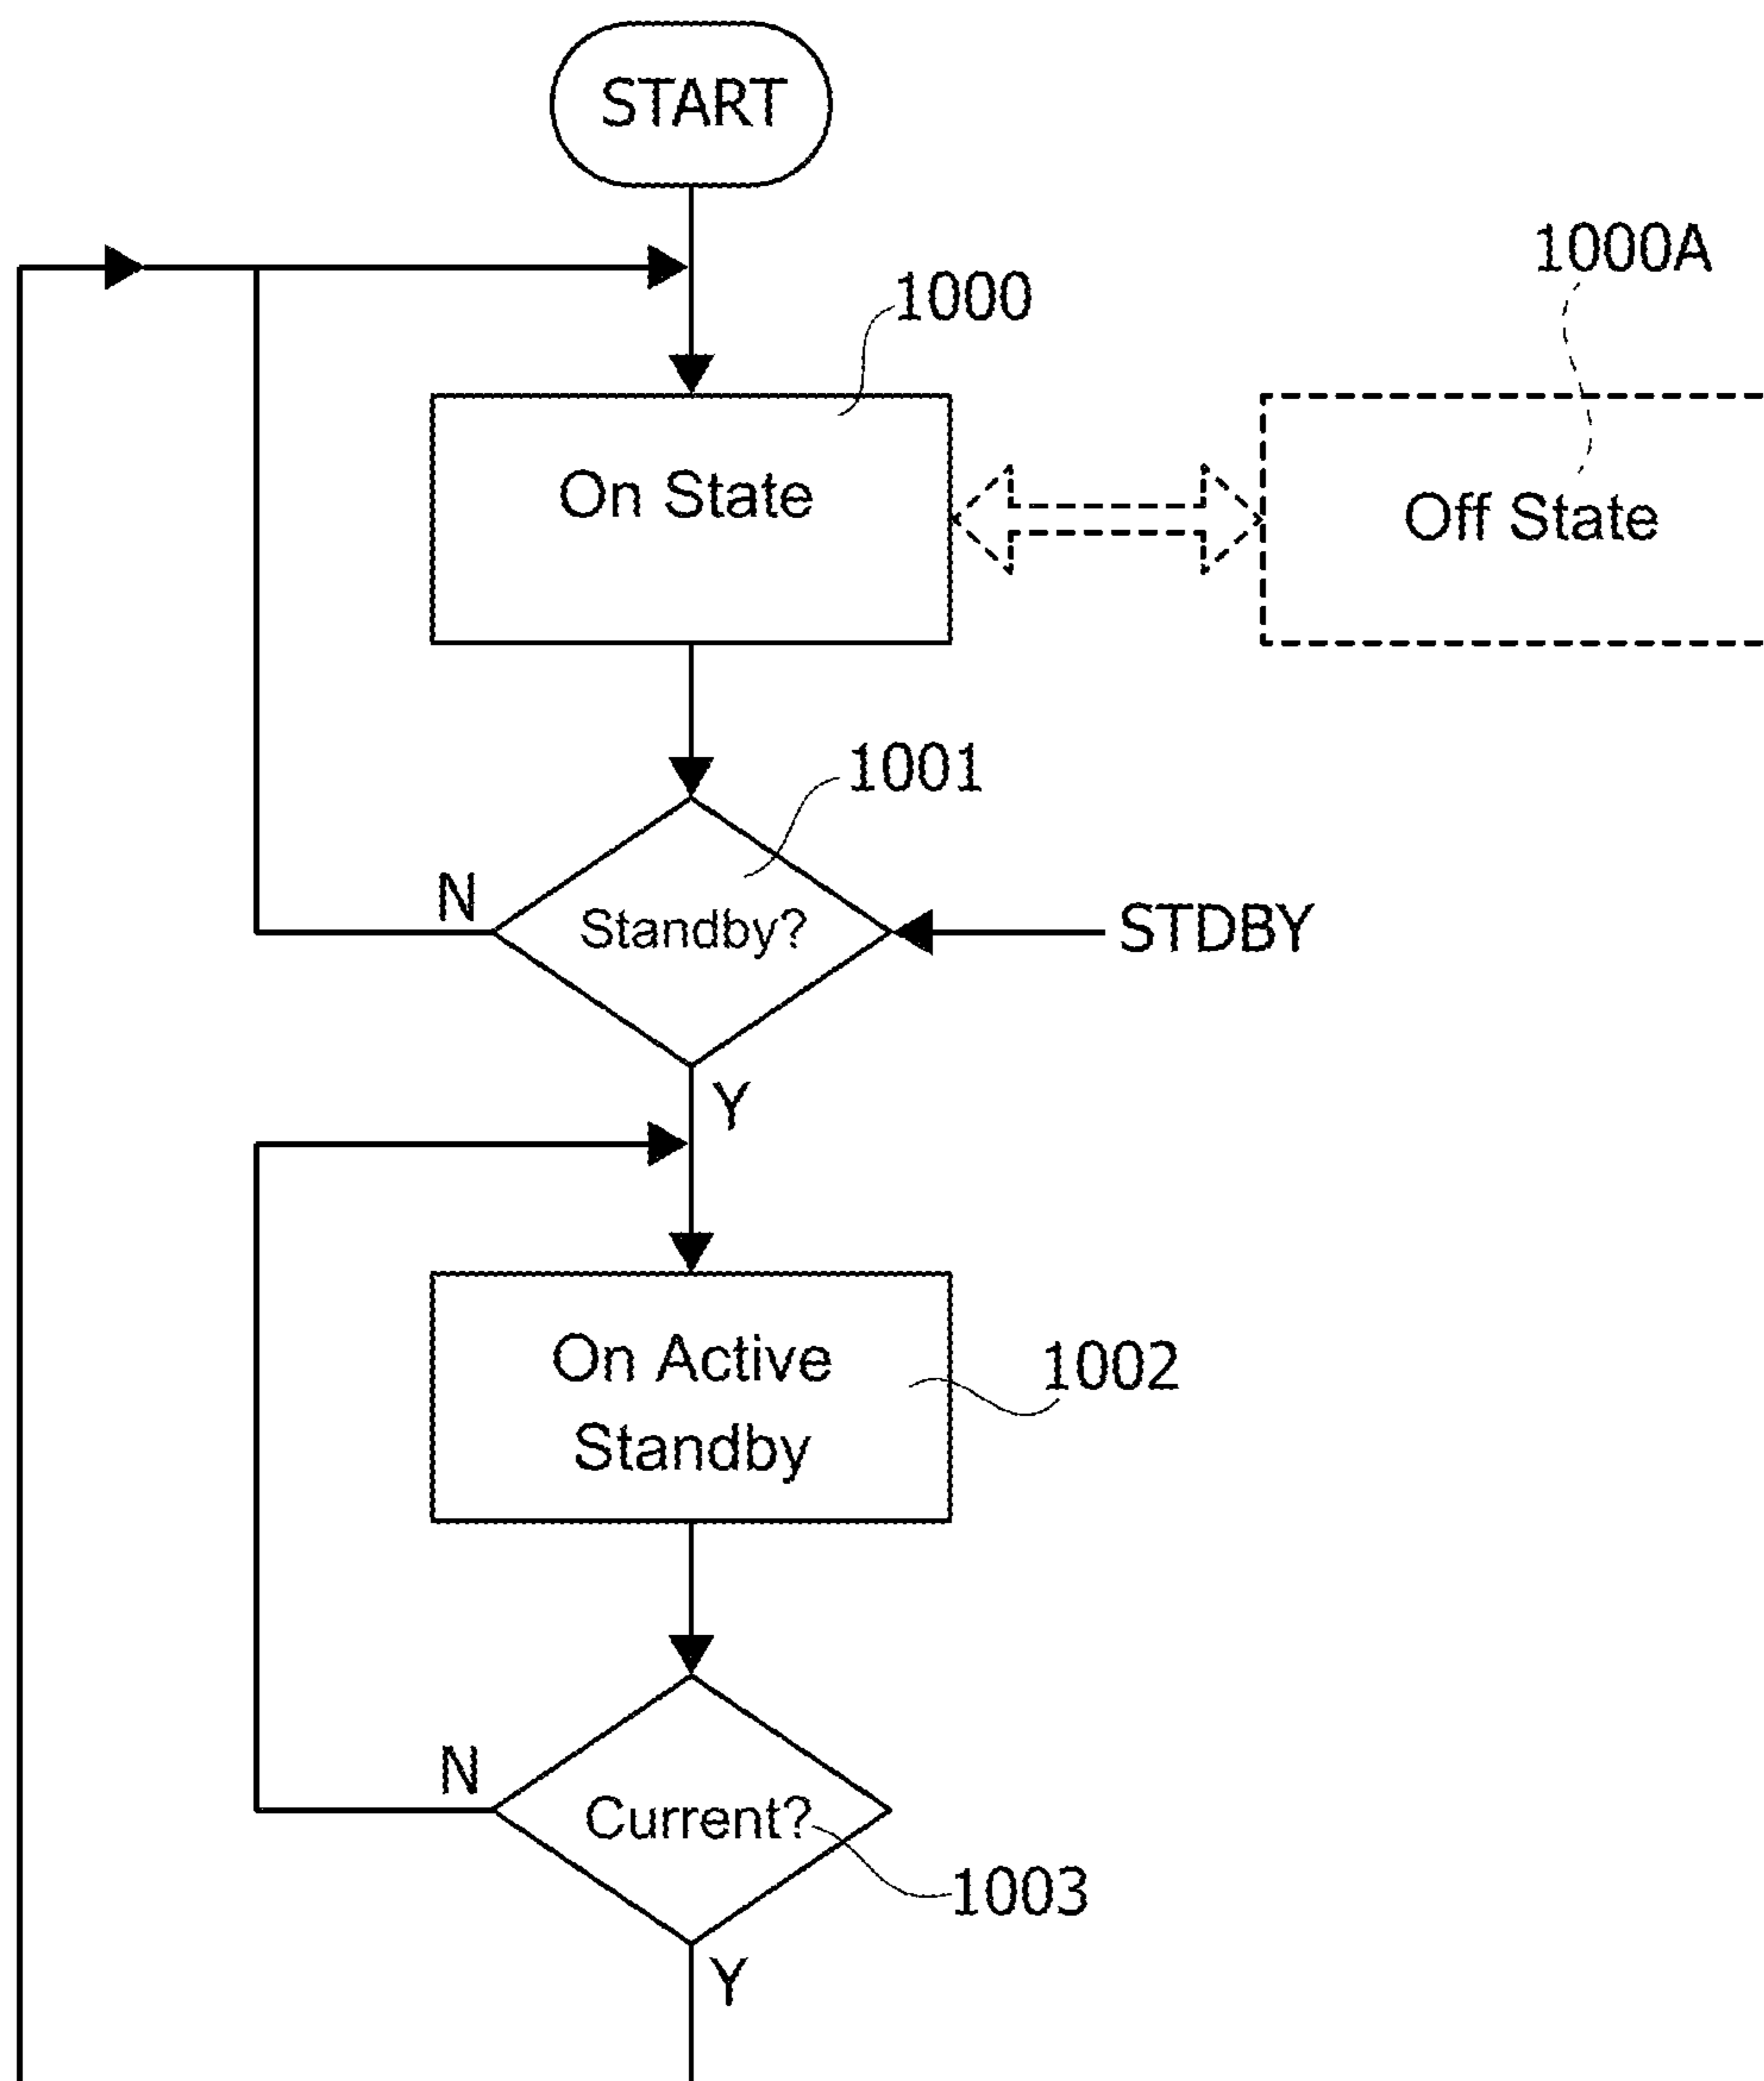 START
1000A
1000
On State
Off State
1001
N
Standby?
STDBY
Y
On Active
Standby
1002
N
Current?
1003
Y